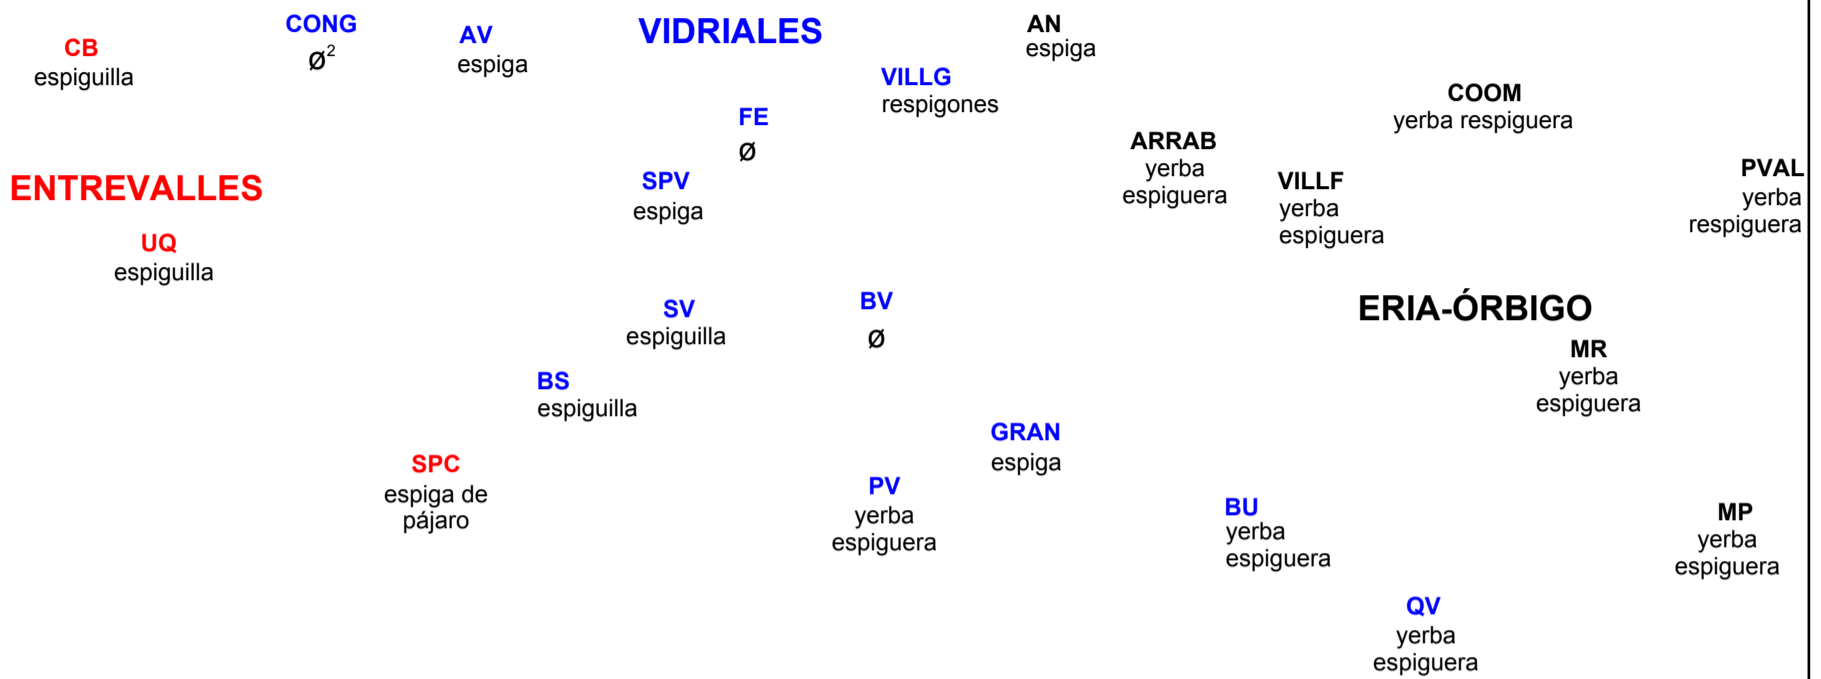 CB
espiguilla
CONG
Ø²
AV
espiga
VIDRIALES
AN
espiga
VILLG
respigones
FE
Ø
COOM
yerba respiguera
ARRAB
yerba
espiguera
ENTREVALLES
SPV
espiga
VILLF
yerba
espiguera
PVAL
yerba
respiguera
UQ
espiguilla
SV
espiguilla
BV
Ø
ERIA-ÓRBIGO
MR
yerba
espiguera
BS
espiguilla
GRAN
espiga
SPC
espiga de
pájaro
PV
yerba
espiguera
BU
yerba
espiguera
MP
yerba
espiguera
QV
yerba
espiguera